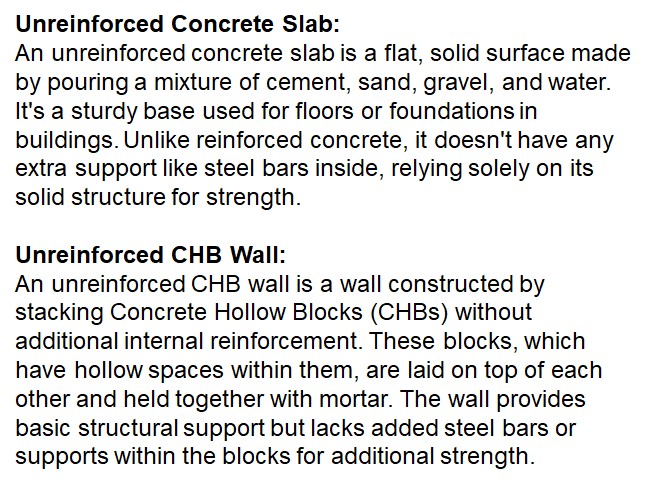 Unreinforced Concrete Slab:
An unreinforced concrete slab is a flat, solid surface made
by pouring a mixture of cement, sand, gravel, and water.
It's a sturdy base used for floors or foundations in
buildings. Unlike reinforced concrete, it doesn't have any
extra support like steel bars inside, relying solely on its
solid structure for strength.
Unreinforced CHB Wall:
An unreinforced CHB wall is a wall constructed by
stacking Concrete Hollow Blocks (CHBs) without
additional internal reinforcement. These blocks, which
have hollow spaces within them, are laid on top of each
other and held together with mortar. The wall provides
basic structural support but lacks added steel bars or
supports within the blocks for additional strength.